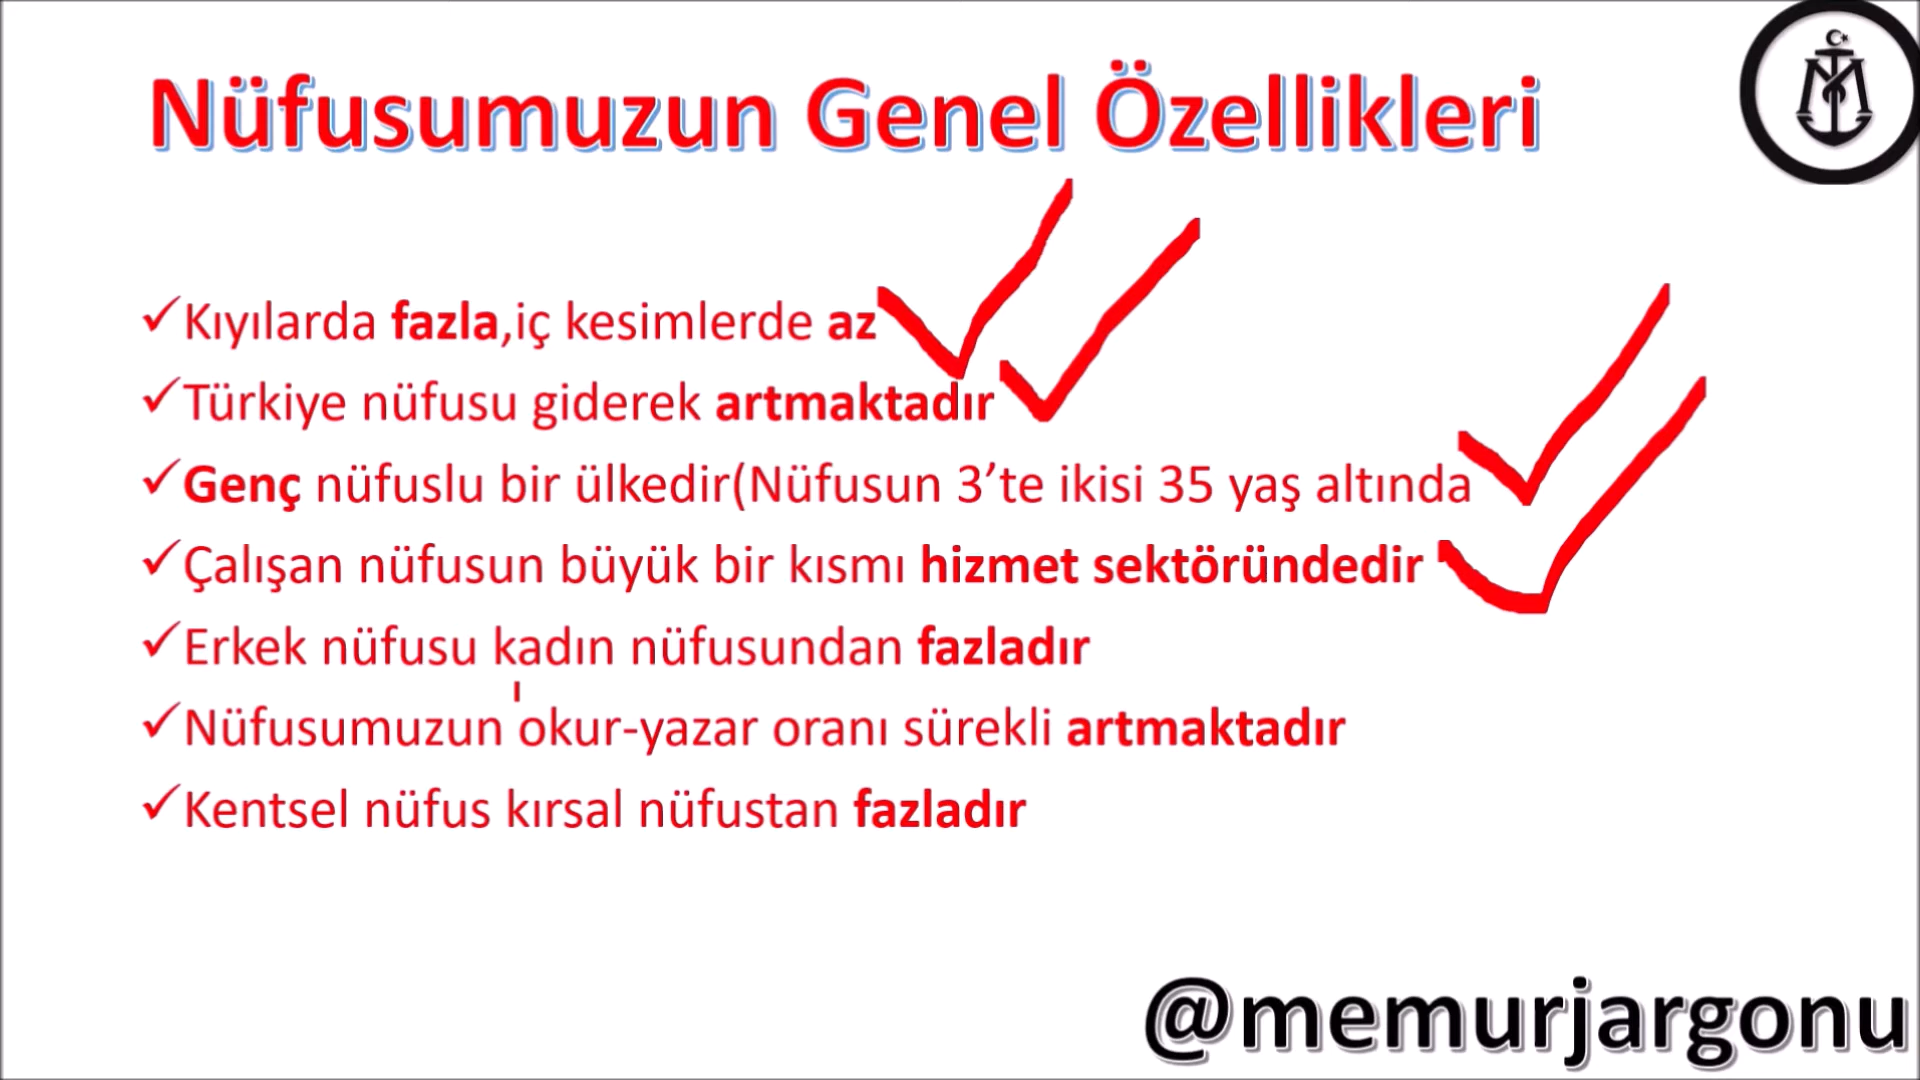 Nüfusumuzun Genel Özellikleri
✓Kıyılarda fazla,iç kesimlerde az
✓Türkiye nüfusu giderek artmaktadır
✓Genç nüfuslu bir ülkedir(Nüfusun 3’te ikisi 35 yaş altında
✓Çalışan nüfusun büyük bir kısmı hizmet sektöründedir
✓Erkek nüfusu kadın nüfusundan fazladır
✓Nüfusumuzun okur-yazar oranı sürekli artmaktadır
✓Kentsel nüfus kırsal nüfustan fazladır
@memurjargonu